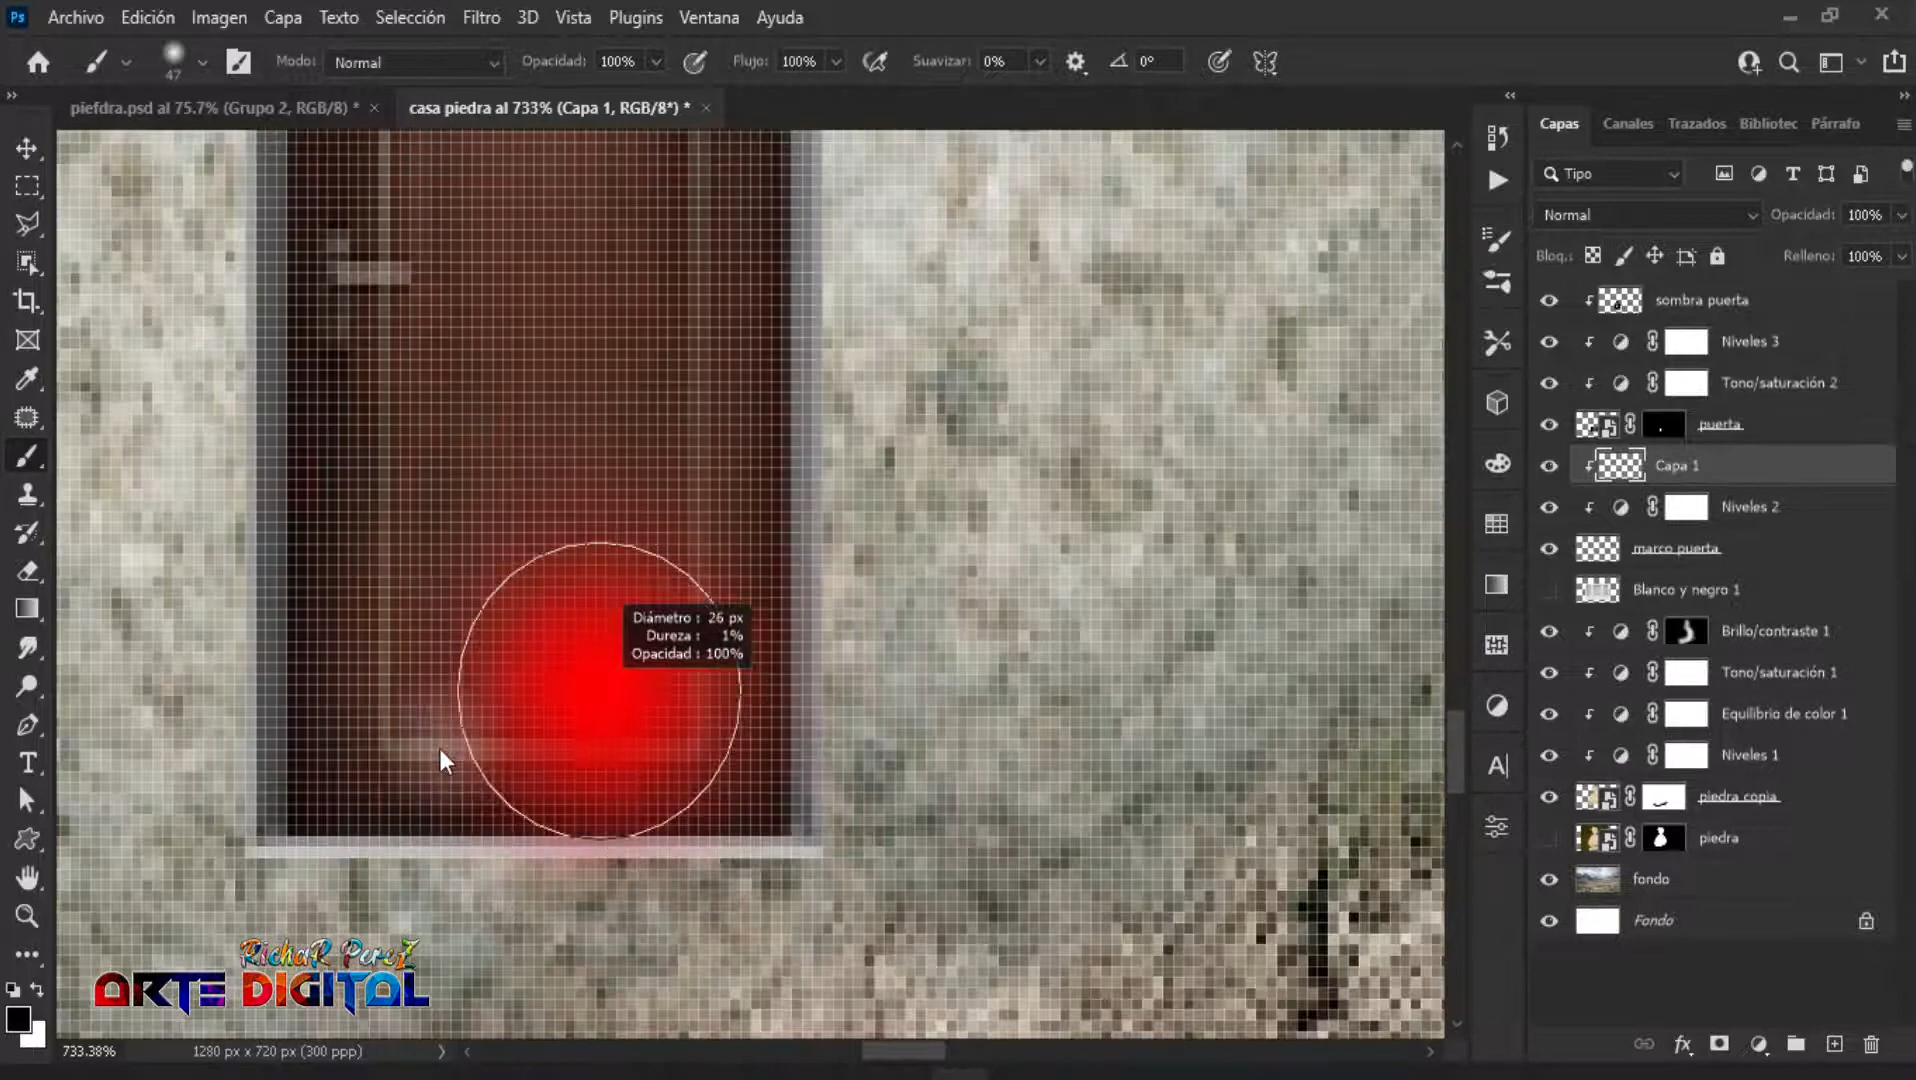 Ps Archivo Edición Imagen Capa Texto Selección Filtro 3D Vista Plugins Ventana Ayuda
47 Modo: Normal Opacidad: 100% Flujo: 100% Suavizar: 0% 0°
piefdra.psd al 75.7% (Grupo 2, RGB/8) * × casa piedra al 733% (Capa 1, RGB/8*) * ×
Capas Canales Trazados Bibliotec Párrafo
Tipo
Normal Opacidad: 100%
Bloq.: Relleno: 100%
sombra puerta
Niveles 3
Tono/saturación 2
puerta
Capa 1
Niveles 2
marco puerta
Blanco y negro 1
Brillo/contraste 1
Tono/saturación 1
Equilibrio de color 1
Niveles 1
piedra copia
piedra
fondo
Fondo
Diámetro : 26 px
Dureza : 1%
Opacidad : 100%
RichaR PereZ
ARTE DIGITAL
733.38% 1280 px x 720 px (300 ppp)